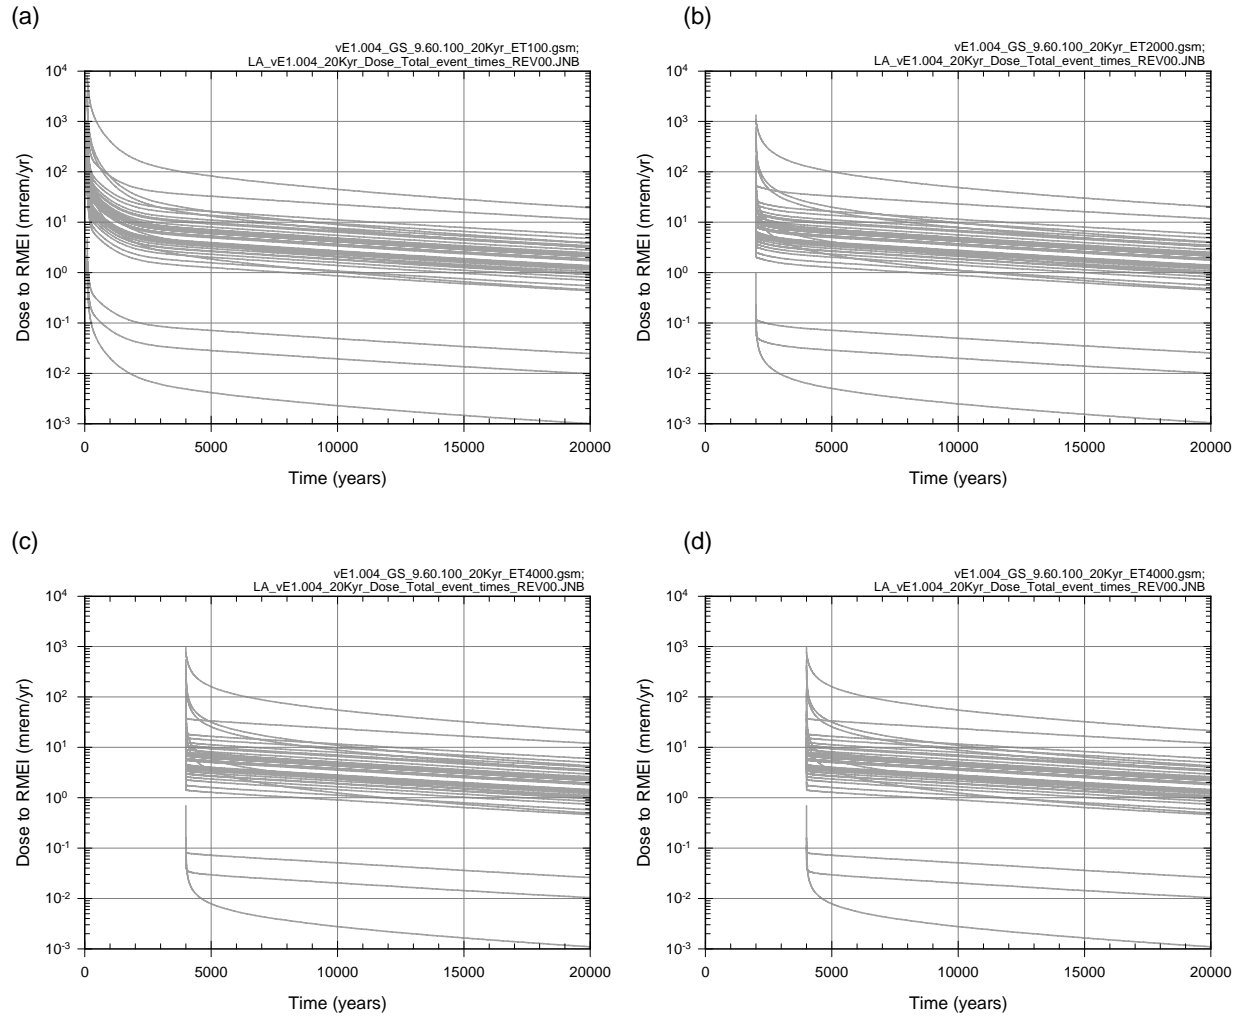 (a)
vE1.004_GS_9.60.100_20Kyr_ET100.gsm;
LA_vE1.004_20Kyr_Dose_Total_event_times_REV00.JNB
Dose to RMEI (mrem/yr)
10^4
10^3
10^2
10^1
10^0
10^-1
10^-2
10^-3
0 5000 10000 15000 20000
Time (years)
(b)
vE1.004_GS_9.60.100_20Kyr_ET2000.gsm;
LA_vE1.004_20Kyr_Dose_Total_event_times_REV00.JNB
Dose to RMEI (mrem/yr)
10^4
10^3
10^2
10^1
10^0
10^-1
10^-2
10^-3
0 5000 10000 15000 20000
Time (years)
(c)
vE1.004_GS_9.60.100_20Kyr_ET4000.gsm;
LA_vE1.004_20Kyr_Dose_Total_event_times_REV00.JNB
Dose to RMEI (mrem/yr)
10^4
10^3
10^2
10^1
10^0
10^-1
10^-2
10^-3
0 5000 10000 15000 20000
Time (years)
(d)
vE1.004_GS_9.60.100_20Kyr_ET4000.gsm;
LA_vE1.004_20Kyr_Dose_Total_event_times_REV00.JNB
Dose to RMEI (mrem/yr)
10^4
10^3
10^2
10^1
10^0
10^-1
10^-2
10^-3
0 5000 10000 15000 20000
Time (years)